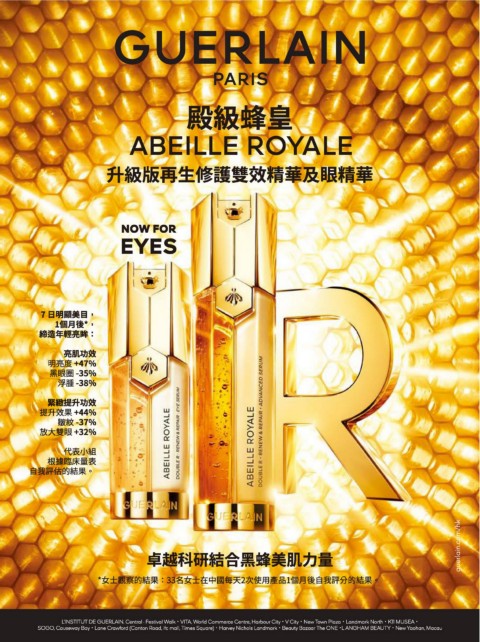 GUERLAIN
PARIS
殿級蜂皇
ABEILLE ROYALE
升級版再生修護雙效精華及眼精華
NOW FOR
EYES
7日明顯美目,
1個月後*,
締造年輕亮眸:
亮肌功效
明亮度 +47%
黑眼圈 -35%
浮腫 -38%
緊緻提升功效
提升效果 +44%
皺紋 -37%
放大雙眼 +32%
代表小組
根據臨床量表
自我評估的結果。
ABEILLE ROYALE
DOUBLE R - RENEW & REPAIR - EYE SERUM
GUERLAIN
ABEILLE ROYALE
DOUBLE R - RENEW & REPAIR - ADVANCED SERUM
GUERLAIN
R
guerlain.com/hk
卓越科研結合黑蜂美肌力量
*女士觀察的結果:33名女士在中國每天2次使用產品1個月後自我評分的結果。
L'INSTITUT DE GUERLAIN, Central · Festival Walk · VITA, World Commerce Centre, Harbour City · V City · New Town Plaza · Landmark North · K11 MUSEA ·
SOGO, Causeway Bay · Lane Crawford (Canton Road, ifc mall, Times Square) · Harvey Nichols Landmark · Beauty Bazaar The ONE · LANGHAM BEAUTY · New Yaohan, Macau